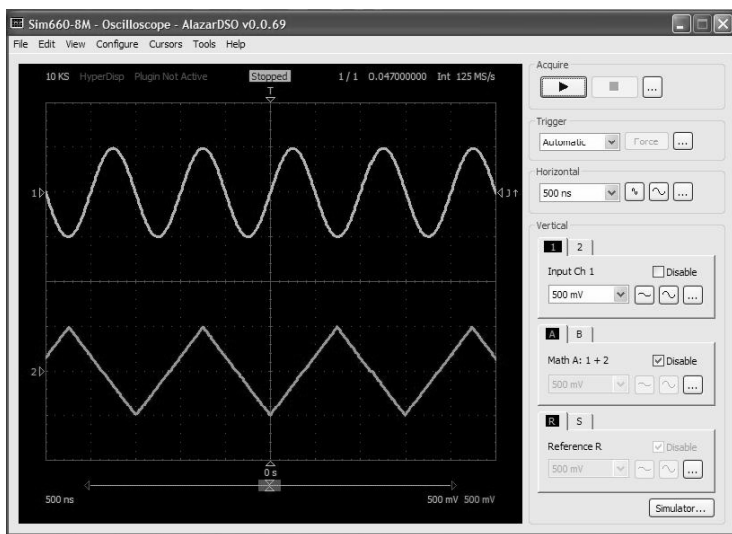 Sim660-8M - Oscilloscope - AlazarDSO v0.0.69
File Edit View Configure Cursors Tools Help
10 KS HyperDisp Plugin Not Active Stopped 1 / 1 0.047000000 Int 125 MS/s
T
1
J↑
2
0 s
500 ns 500 mV 500 mV
Acquire
...
Trigger
Automatic Force ...
Horizontal
500 ns ...
Vertical
1 2
Input Ch 1 Disable
500 mV ...
A B
Math A: 1 + 2 Disable
500 mV ...
R S
Reference R Disable
500 mV ...
Simulator...